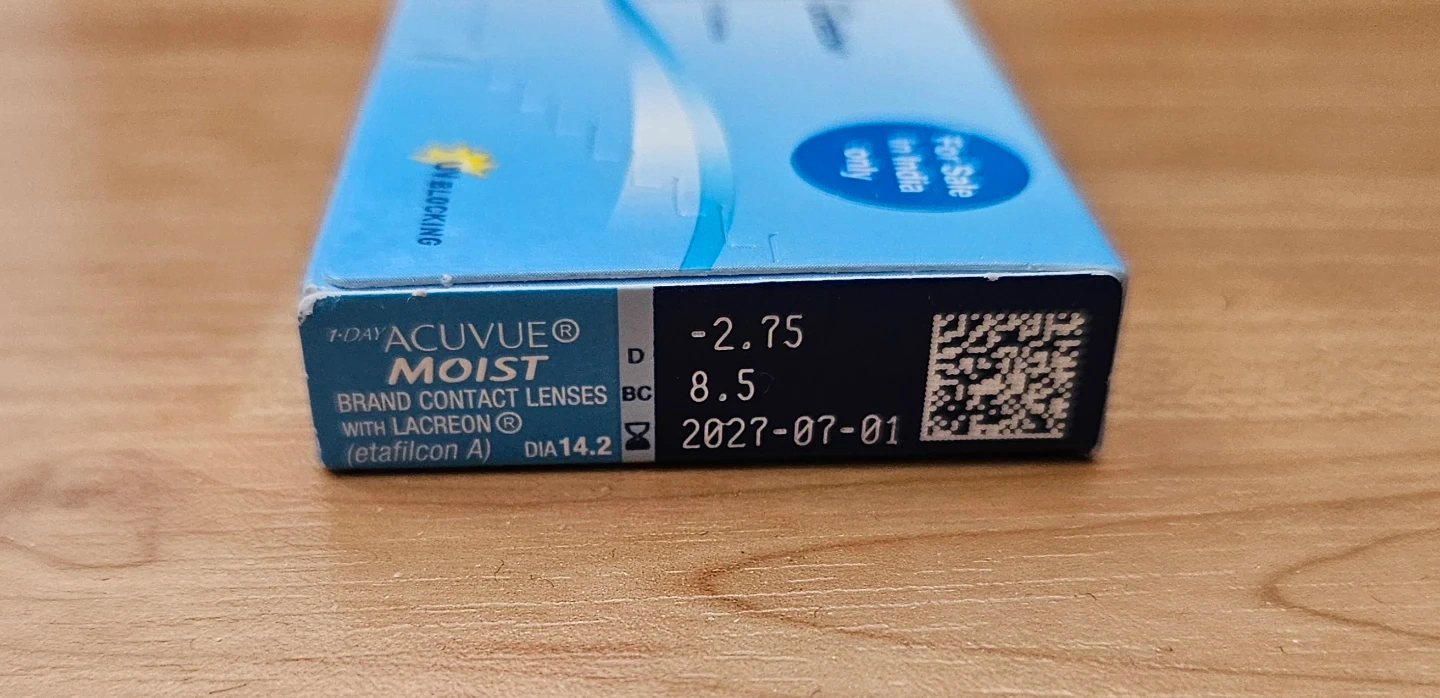 UV BLOCKING
For Sale
in India
only
1·DAY ACUVUE®
MOIST
BRAND CONTACT LENSES
WITH LACREON®
(etafilcon A) DIA 14.2
D -2.75
BC 8.5
2027-07-01